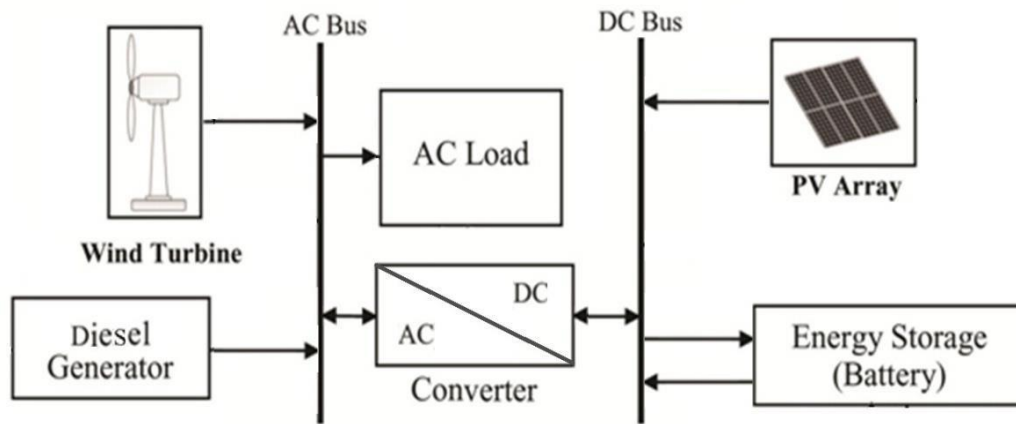 AC Bus
DC Bus
AC Load
PV Array
Wind Turbine
DC
AC
Converter
Diesel
Generator
Energy Storage
(Battery)